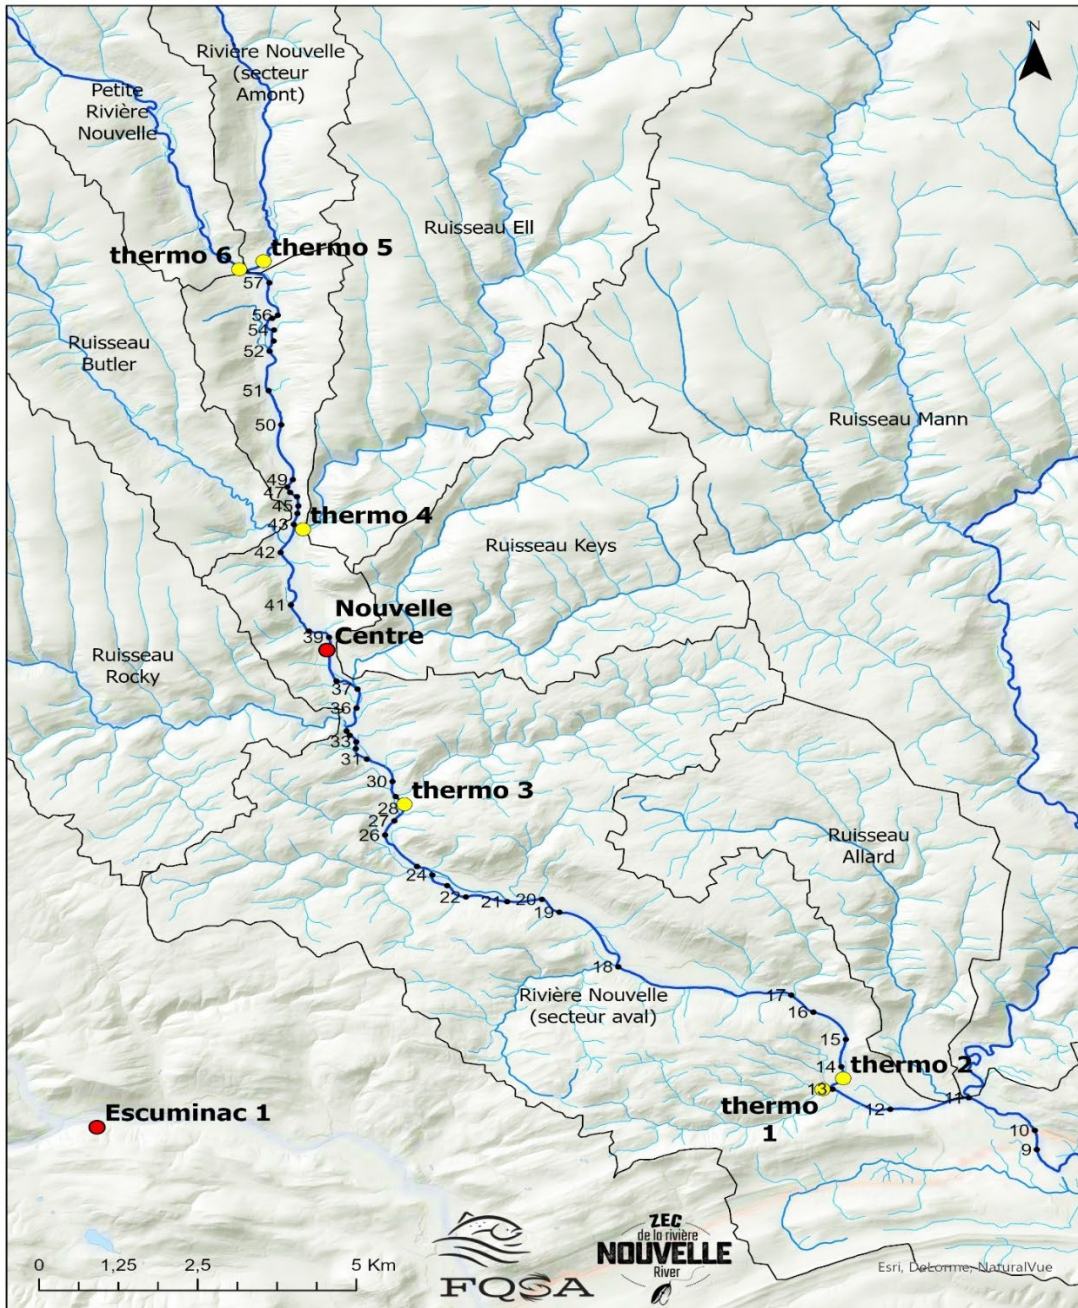 N
Rivière Nouvelle
(secteur
Amont)
Petite
Rivière
Nouvelle
Ruisseau Ell
thermo 6
thermo 5
57
56
54
52
Ruisseau
Butler
51
50
Ruisseau Mann
49
47
45
thermo 4
43
42
Ruisseau Keys
41
Nouvelle
Centre
39
Ruisseau
Rocky
37
36
33
31
30
thermo 3
28
27
26
Ruisseau
Allard
24
22
21
20
19
18
Rivière Nouvelle
(secteur aval)
17
16
15
14
thermo 2
13
thermo
1
12
11
10
9
Escuminac 1
0
1,25
2,5
5 Km
FQSA
ZEC
de la rivière
NOUVELLE
River
Esri, DeLorme, NaturalVue